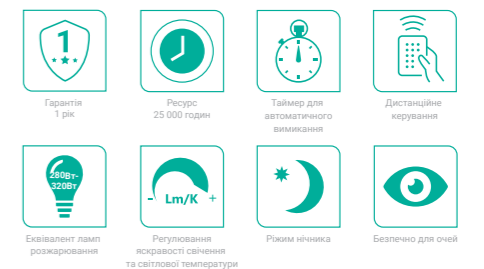 1
Гарантія
1 рік
Ресурс
25 000 годин
Таймер для
автоматичного
вимикання
Дистанційне
керування
280Вт-
320Вт
Еквівалент ламп
розжарювання
- Lm/K +
Регулювання
яскравості свічення
та світлової температури
Ріжим нічника
Безпечно для очей